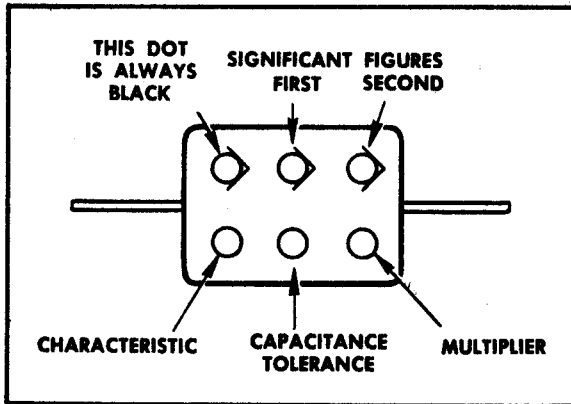 THIS DOT
IS ALWAYS
BLACK
SIGNIFICANT FIGURES
FIRST SECOND
CHARACTERISTIC
CAPACITANCE
TOLERANCE
MULTIPLIER